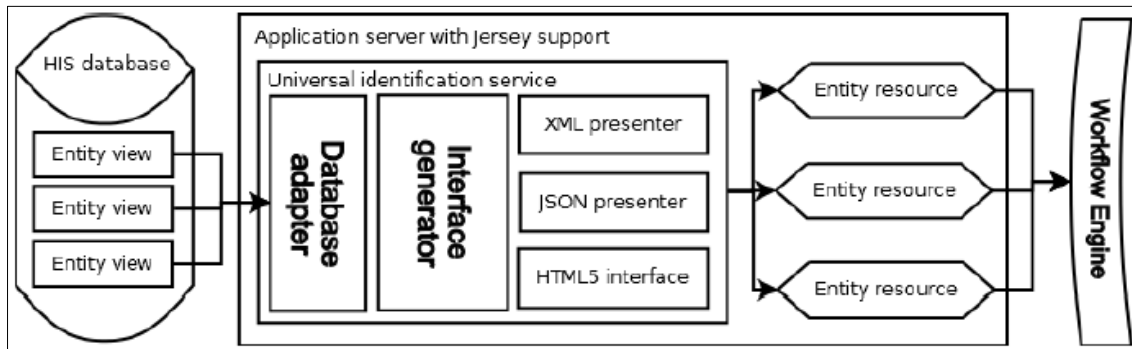 HIS database
Entity view
Entity view
Entity view
Application server with Jersey support
Universal identification service
Database
adapter
Interface
generator
XML presenter
JSON presenter
HTML5 interface
Entity resource
Entity resource
Entity resource
Workflow Engine